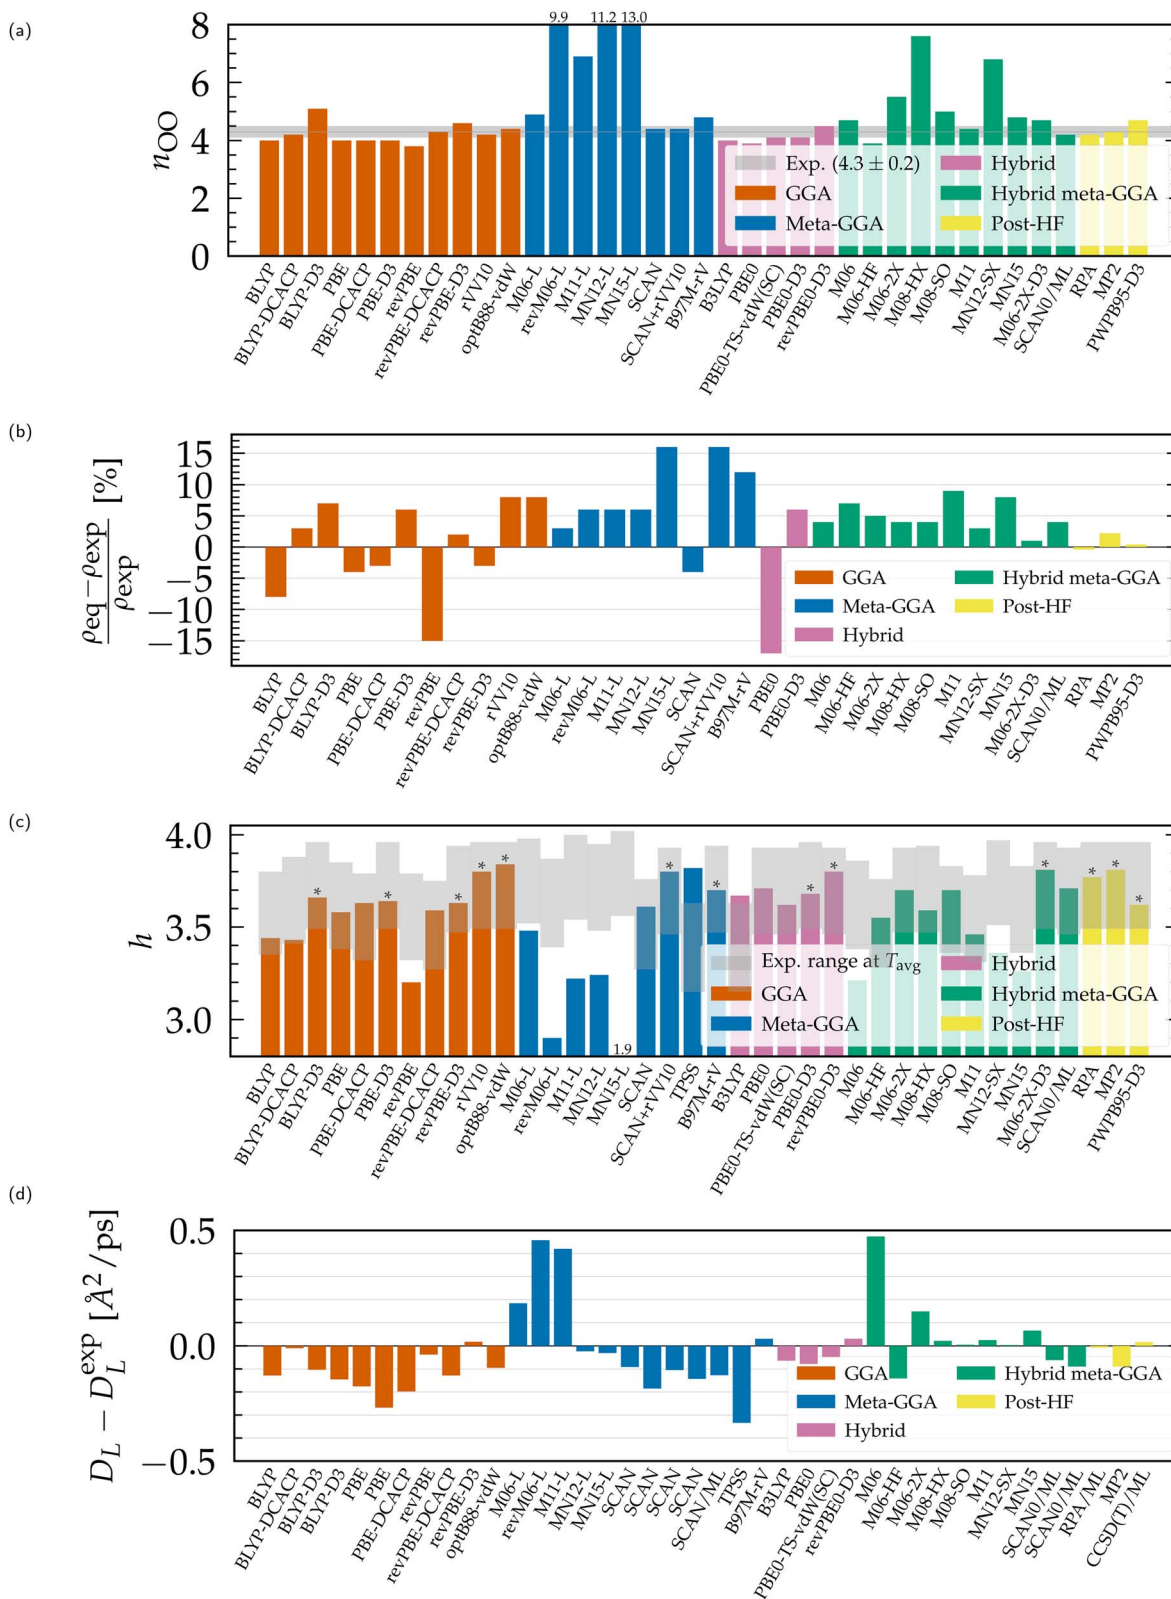 (a)
9.9 11.2 13.0
8
6
4
2
0
nOO
Exp. (4.3 ± 0.2)
GGA
Meta-GGA
Hybrid
Hybrid meta-GGA
Post-HF
BLYP
BLYP-DCACP
BLYP-D3
PBE
PBE-DCACP
PBE-D3
revPBE
revPBE-DCACP
revPBE-D3
rVV10
optB88-vdW
M06-L
revM06-L
M11-L
MN12-L
MN15-L
SCAN
SCAN+rVV10
B97M-rV
B3LYP
PBE0
PBE0-TS-vdW(SC)
PBE0-D3
revPBE0-D3
M06
M06-HF
M06-2X
M08-HX
M08-SO
M11
MN12-SX
MN15
M06-2X-D3
SCAN0/ML
RPA
MP2
PWPB95-D3
(b)
15
10
5
0
−5
−10
−15
ρeq−ρexp
ρexp
[%]
GGA
Meta-GGA
Hybrid
Hybrid meta-GGA
Post-HF
BLYP
BLYP-DCACP
BLYP-D3
PBE
PBE-DCACP
PBE-D3
revPBE
revPBE-DCACP
revPBE-D3
rVV10
optB88-vdW
M06-L
revM06-L
M11-L
MN12-L
MN15-L
SCAN
SCAN+rVV10
B97M-rV
PBE0
PBE0-D3
M06
M06-HF
M06-2X
M08-HX
M08-SO
M11
MN12-SX
MN15
M06-2X-D3
SCAN0/ML
RPA
MP2
PWPB95-D3
(c)
4.0
3.5
3.0
h
* * * * * * * * * * * * *
1.9
Exp. range at Tavg
GGA
Meta-GGA
Hybrid
Hybrid meta-GGA
Post-HF
BLYP
BLYP-DCACP
BLYP-D3
PBE
PBE-DCACP
PBE-D3
revPBE
revPBE-DCACP
revPBE-D3
rVV10
optB88-vdW
M06-L
revM06-L
M11-L
MN12-L
MN15-L
SCAN
SCAN+rVV10
TPSS
B97M-rV
B3LYP
PBE0
PBE0-TS-vdW(SC)
PBE0-D3
revPBE0-D3
M06
M06-HF
M06-2X
M08-HX
M08-SO
M11
MN12-SX
MN15
M06-2X-D3
SCAN0/ML
RPA
MP2
PWPB95-D3
(d)
0.5
0.0
−0.5
DL − DLexp [Å2/ps]
GGA
Meta-GGA
Hybrid
Hybrid meta-GGA
Post-HF
BLYP
BLYP-DCACP
BLYP-D3
BLYP-D3
PBE
PBE
PBE-DCACP
revPBE
revPBE-DCACP
revPBE-D3
optB88-vdW
M06-L
revM06-L
M11-L
MN12-L
MN15-L
SCAN
SCAN
SCAN
SCAN
SCAN/ML
TPSS
B97M-rV
B3LYP
PBE0
PBE0-TS-vdW(SC)
revPBE0-D3
M06
M06-HF
M06-2X
M08-HX
M08-SO
M11
MN12-SX
MN15
SCAN0/ML
SCAN0/ML
RPA/ML
MP2
CCSD(T)/ML